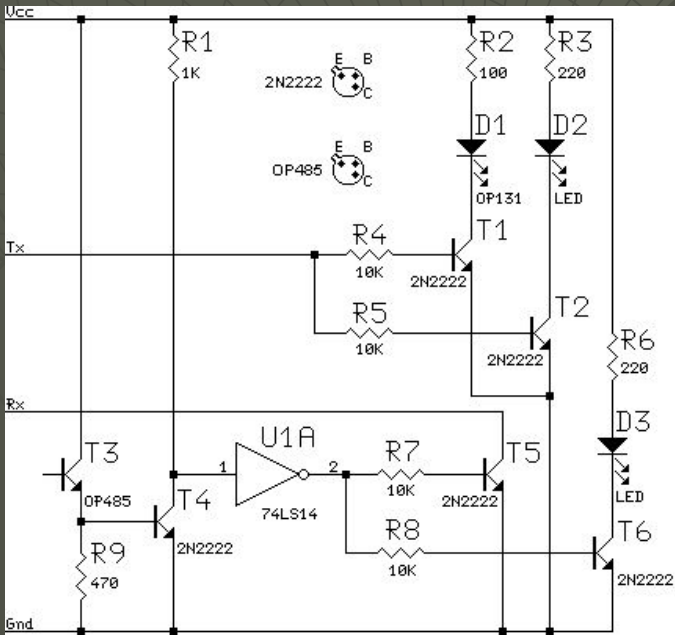 Vcc
R1
1K
E B
2N2222
C
R2
100
R3
220
E B
OP485
C
D1
OP131
D2
LED
Tx
R4
10K
T1
2N2222
R5
10K
T2
2N2222
R6
220
Rx
T3
OP485
T4
2N2222
U1A
1
2
74LS14
R7
10K
T5
2N2222
D3
LED
R9
470
R8
10K
T6
2N2222
Gnd